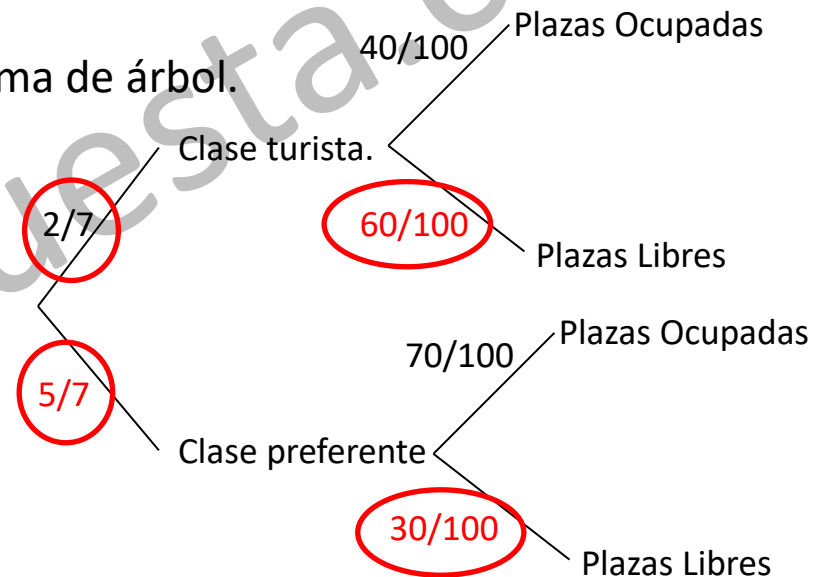 Plazas Ocupadas
40/100
ma de árbol.
Clase turista.
2/7
60/100
Plazas Libres
Plazas Ocupadas
70/100
5/7
Clase preferente
30/100
Plazas Libres